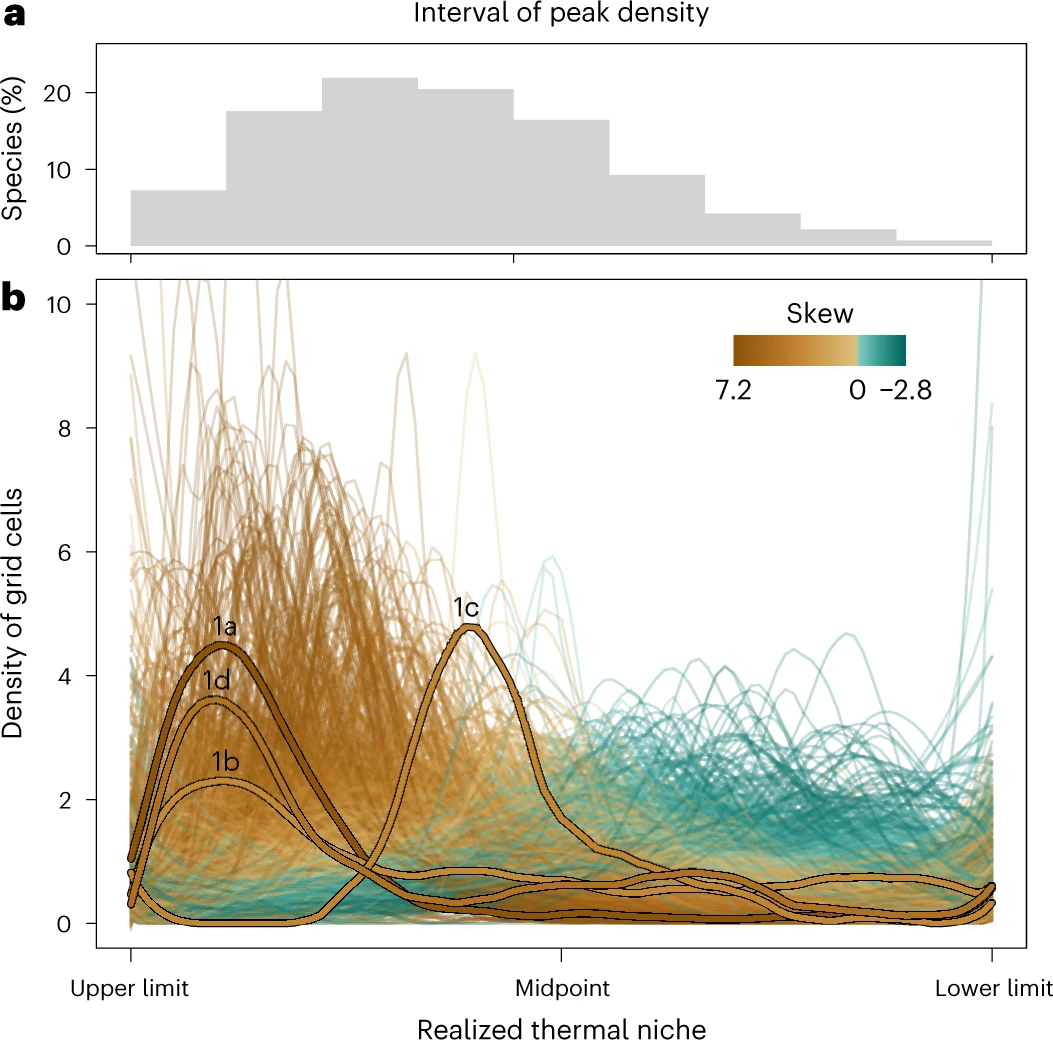 a
Interval of peak density
Species (%)
20
10
0
b
Density of grid cells
10
8
6
4
2
0
Skew
7.2 0 −2.8
1a
1d
1b
1c
Upper limit Midpoint Lower limit
Realized thermal niche